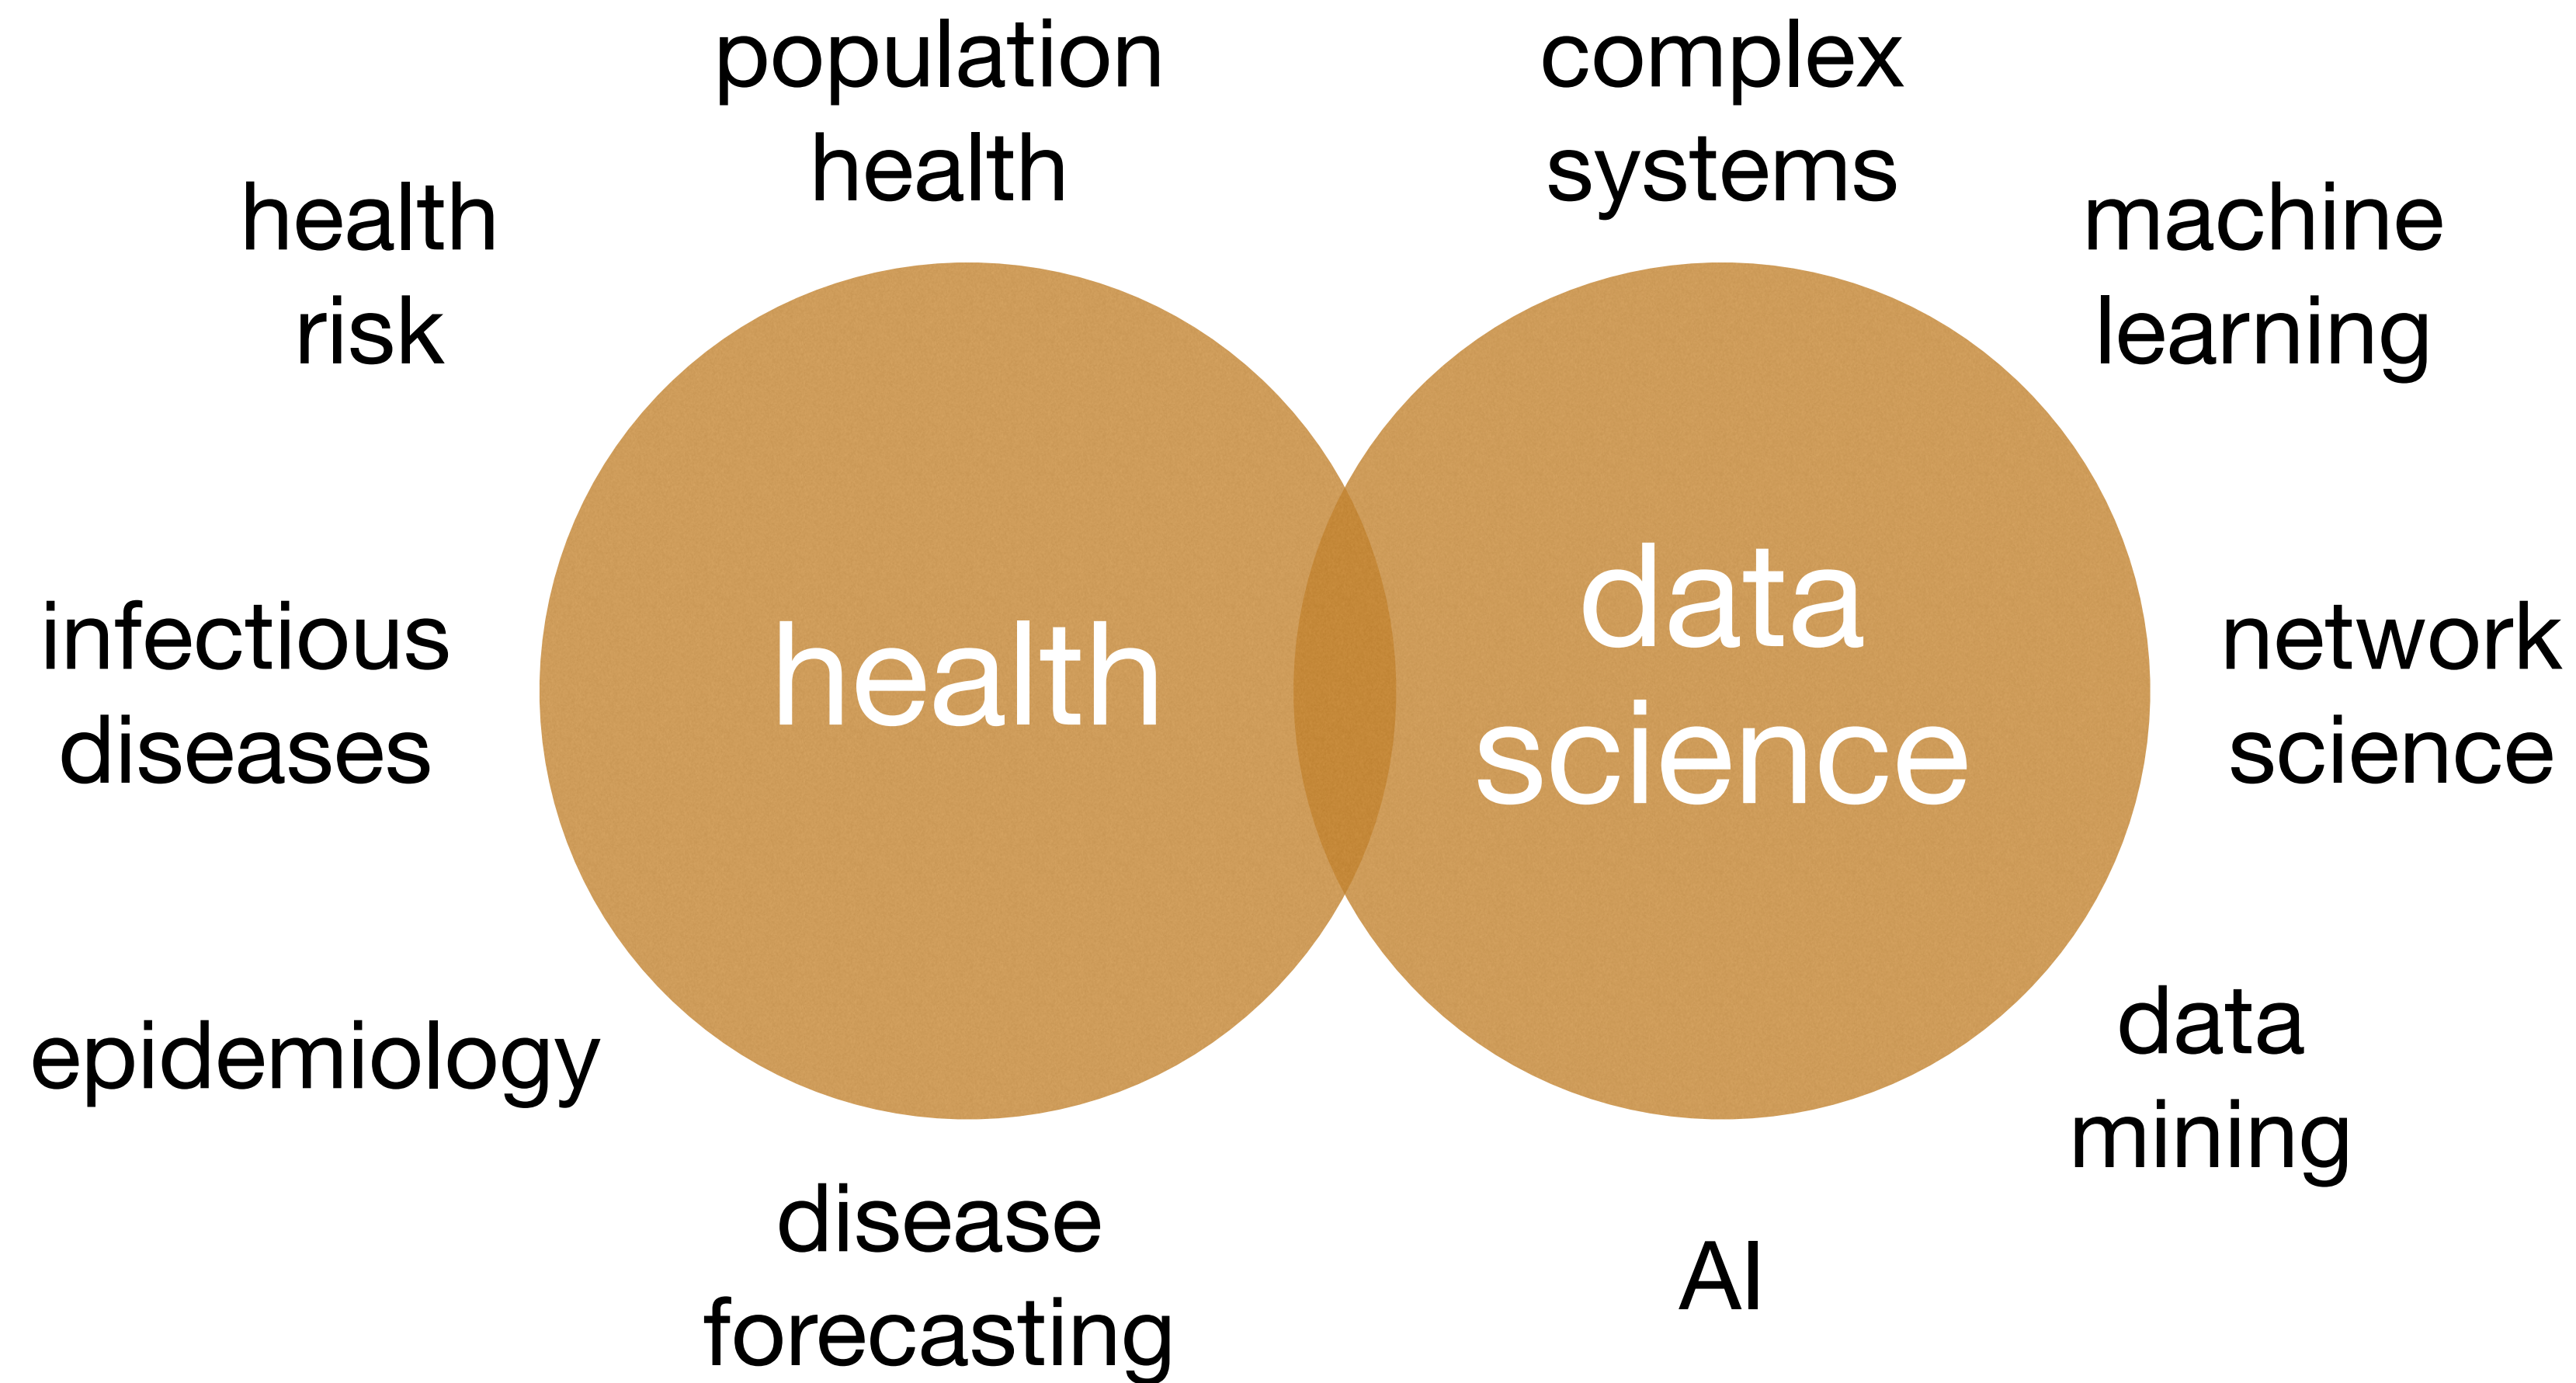 population
health
complex
systems
health
risk
machine
learning
infectious
diseases
health
data
science
network
science
epidemiology
data
mining
disease
forecasting
AI